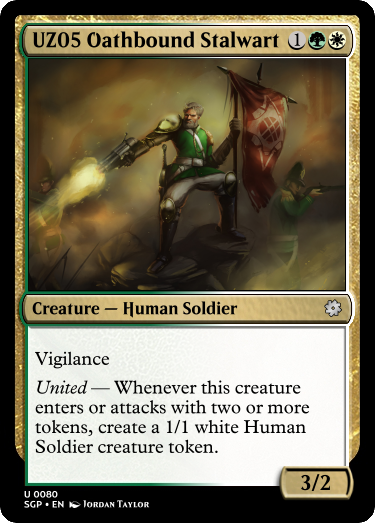 UZ05 Oathbound Stalwart 1
Creature — Human Soldier
Vigilance
United — Whenever this creature
enters or attacks with two or more
tokens, create a 1/1 white Human
Soldier creature token.
3/2
U 0080
SGP • EN Jordan Taylor